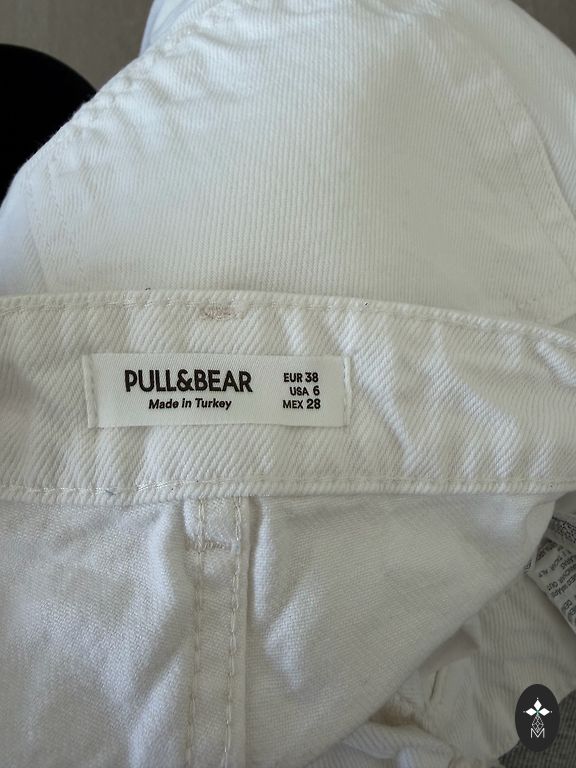 PULL&BEAR
Made in Turkey
EUR 38
USA 6
MEX 28
M